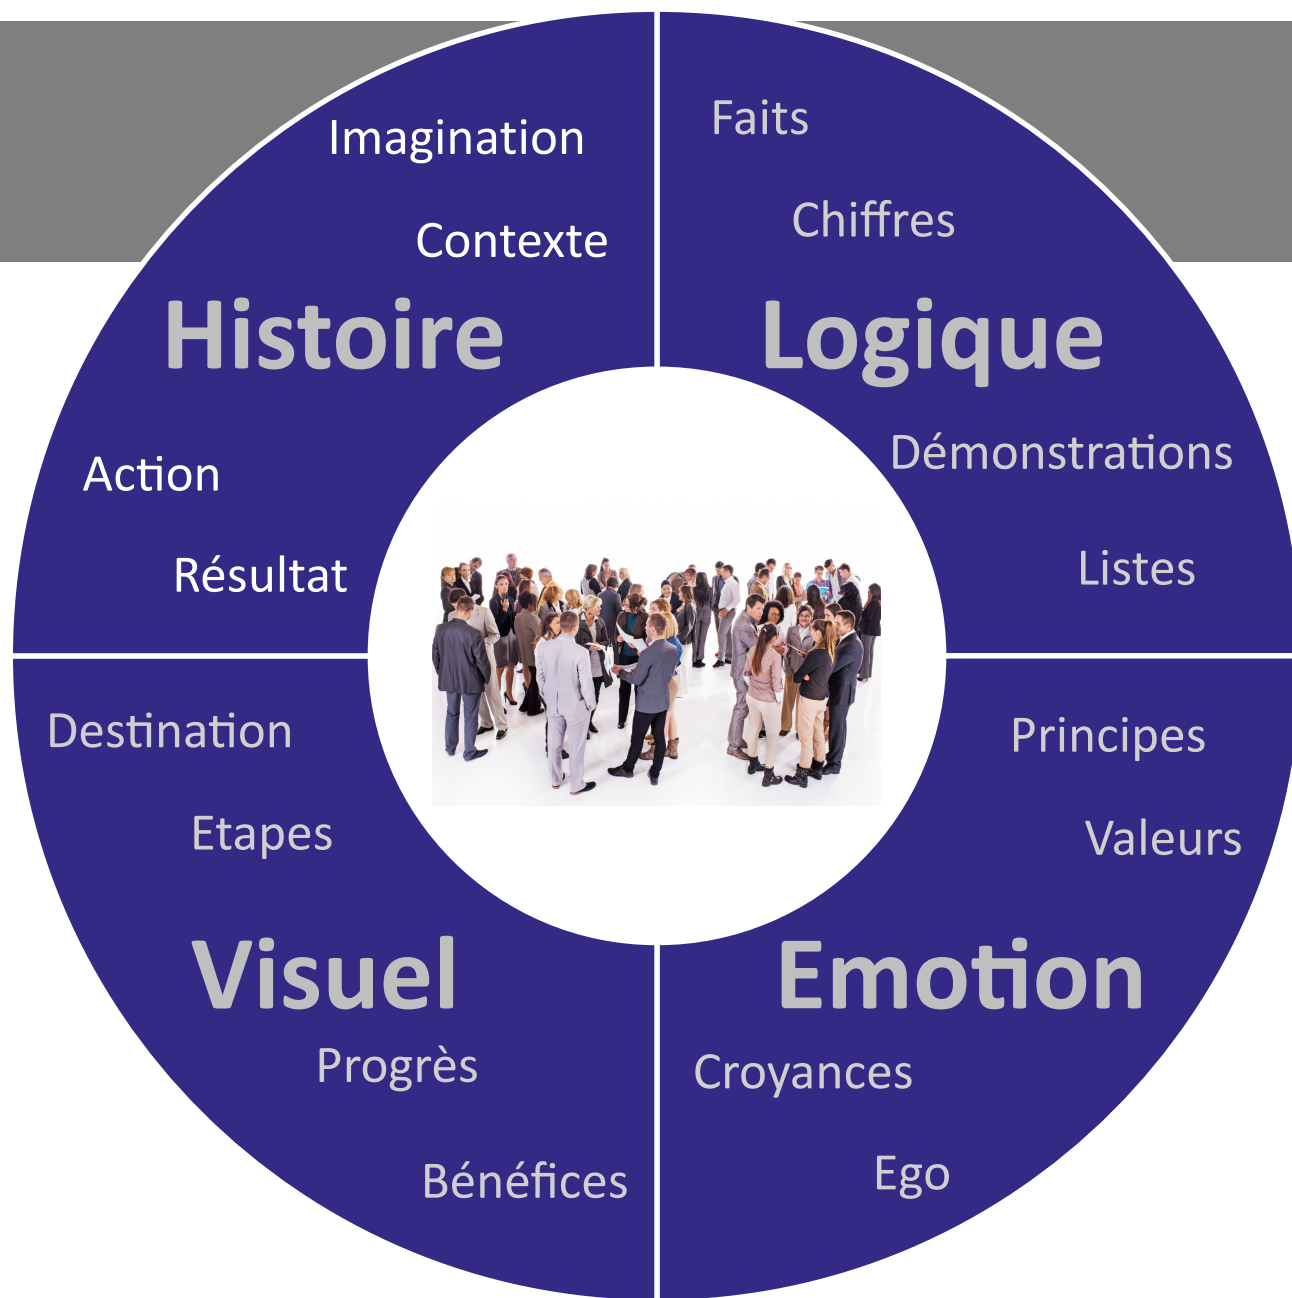 Imagination
Contexte
Histoire
Action
Résultat
Faits
Chiffres
Logique
Démonstrations
Listes
Destination
Etapes
Visuel
Progrès
Bénéfices
Principes
Valeurs
Emotion
Croyances
Ego